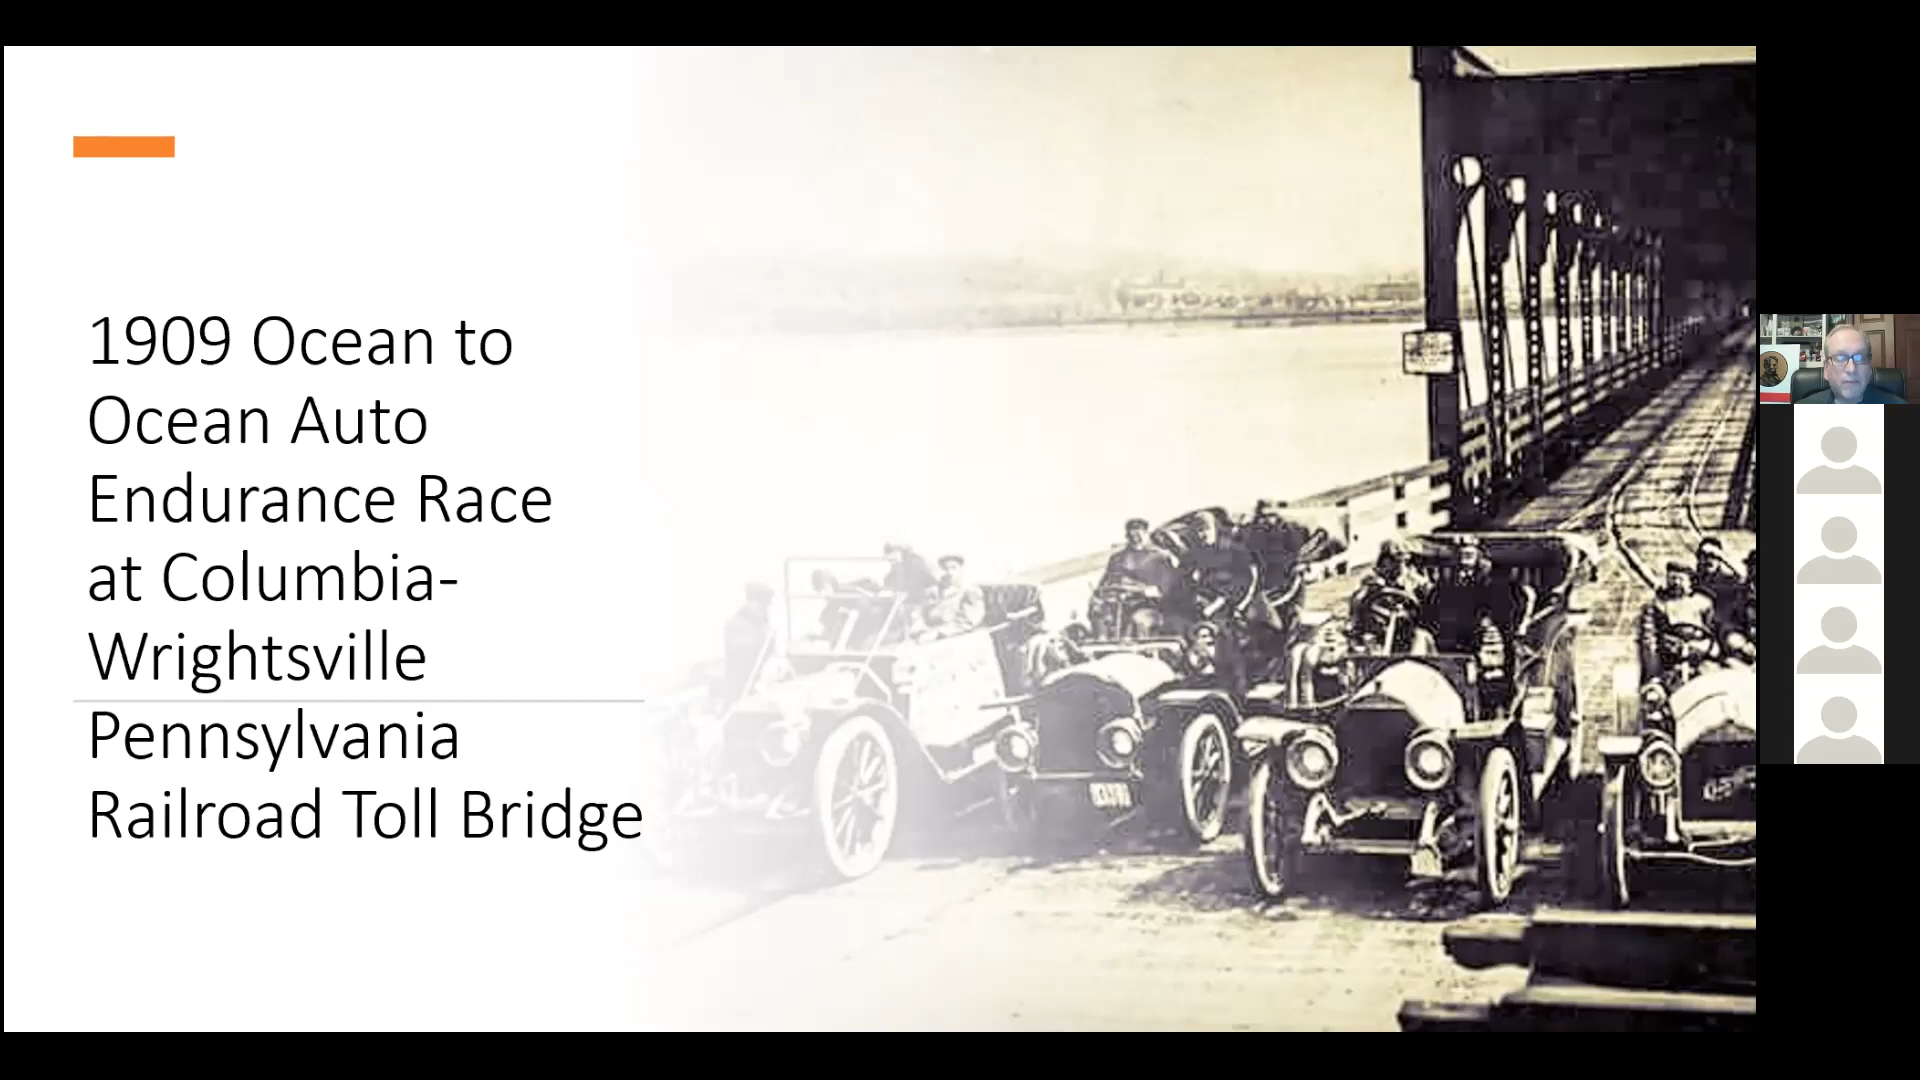 1909 Ocean to
Ocean Auto
Endurance Race
at Columbia-
Wrightsville
Pennsylvania
Railroad Toll Bridge